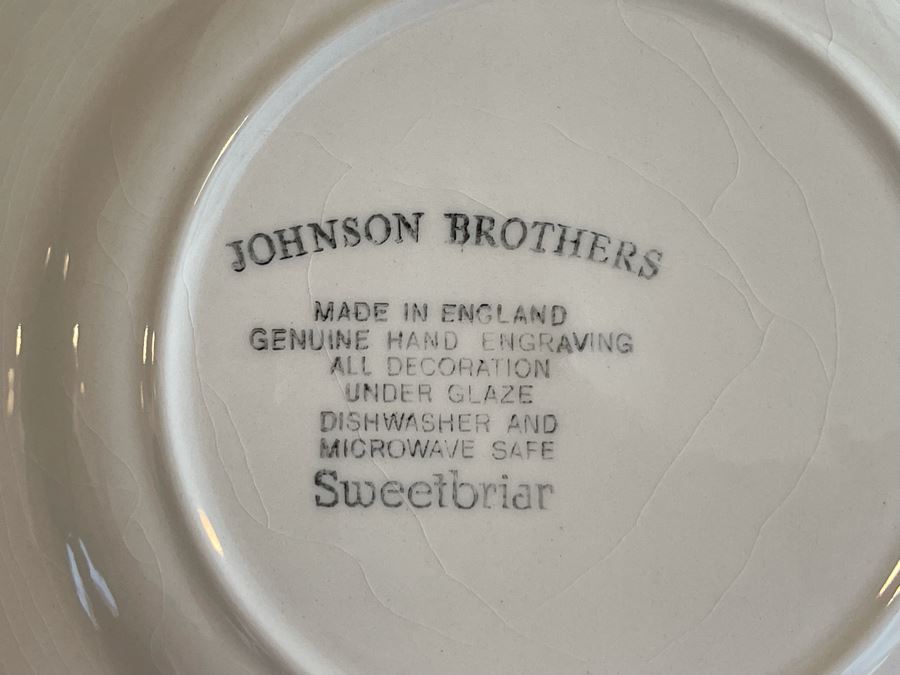 JOHNSON BROTHERS
MADE IN ENGLAND
GENUINE HAND ENGRAVING
ALL DECORATION
UNDER GLAZE
DISHWASHER AND
MICROWAVE SAFE
Sweetbriar